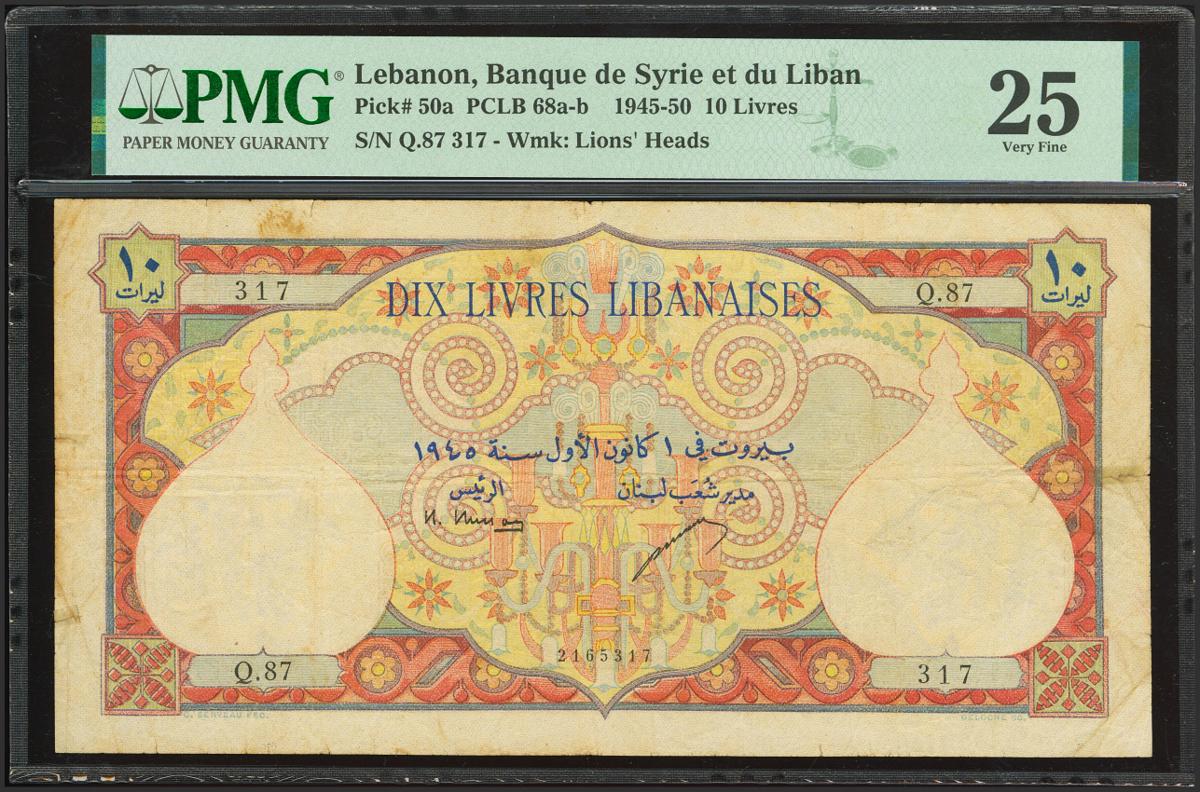 PMG®
PAPER MONEY GUARANTY
Lebanon, Banque de Syrie et du Liban
Pick# 50a PCLB 68a-b 1945-50 10 Livres
S/N Q.87 317 - Wmk: Lions' Heads
25
Very Fine
١٠
ليرات
317
DIX LIVRES LIBANAISES
Q.87
١٠
ليرات
بيروت في ١ كانون الأول سنة ١٩٤٥
مدير شُعَب لبنان
الرئيس
2165317
Q.87
317
C. SERVEAU FEC.